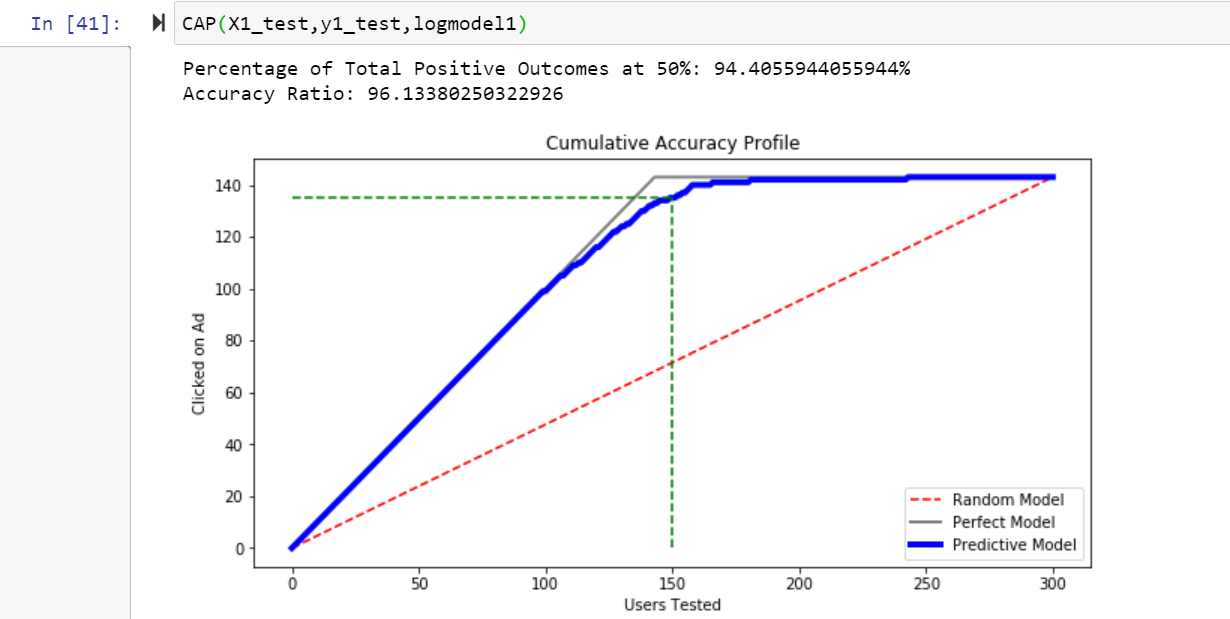 In [41]: CAP(X1_test,y1_test,logmodel1)
Percentage of Total Positive Outcomes at 50%: 94.4055944055944%
Accuracy Ratio: 96.13380250322926
Cumulative Accuracy Profile
140
120
100
80
60
40
20
0
Clicked on Ad
0 50 100 150 200 250 300
Users Tested
Random Model
Perfect Model
Predictive Model